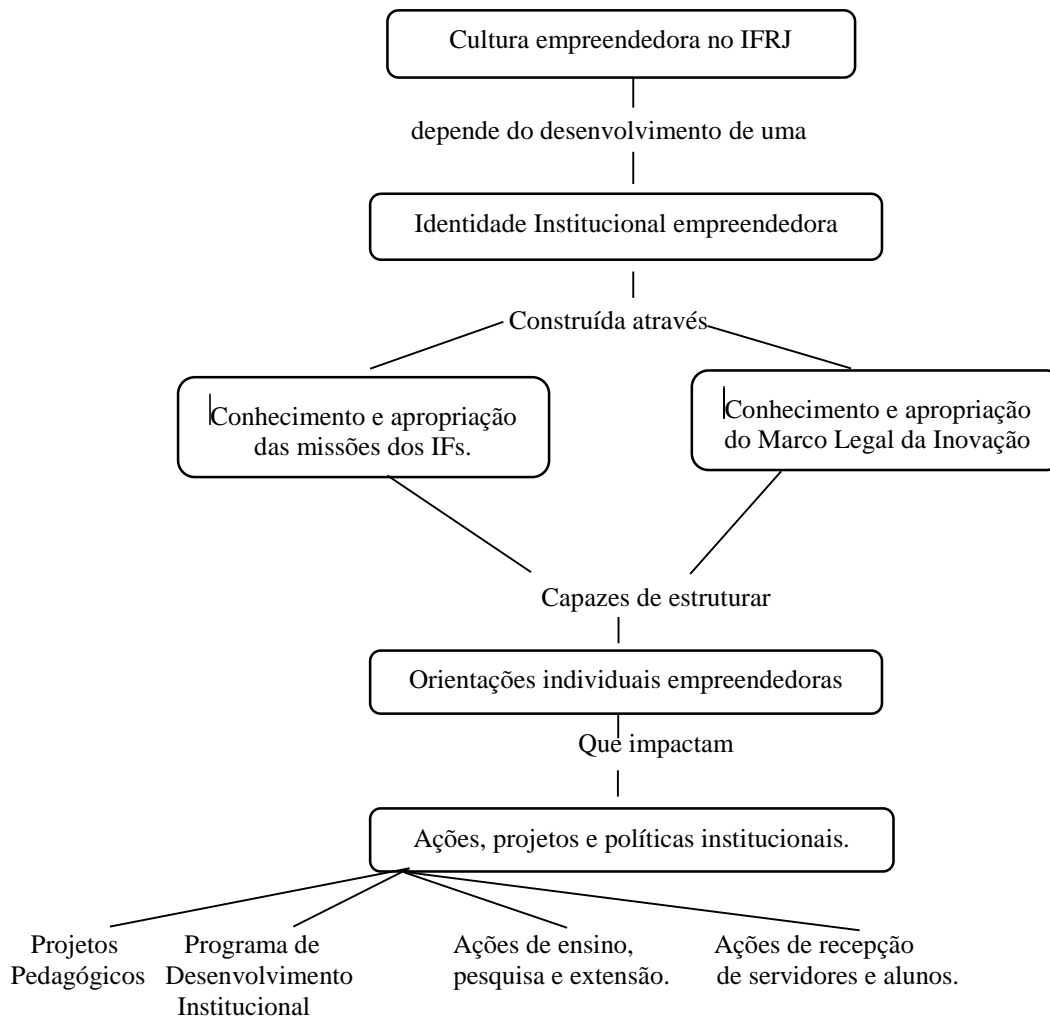 Cultura empreendedora no IFRJ
depende do desenvolvimento de uma
Identidade Institucional empreendedora
Construída através
Conhecimento e apropriação
das missões dos IFs.
Conhecimento e apropriação
do Marco Legal da Inovação
Capazes de estruturar
Orientações individuais empreendedoras
Que impactam
Ações, projetos e políticas institucionais.
Projetos
Pedagógicos
Programa de
Desenvolvimento
Institucional
Ações de ensino,
pesquisa e extensão.
Ações de recepção
de servidores e alunos.